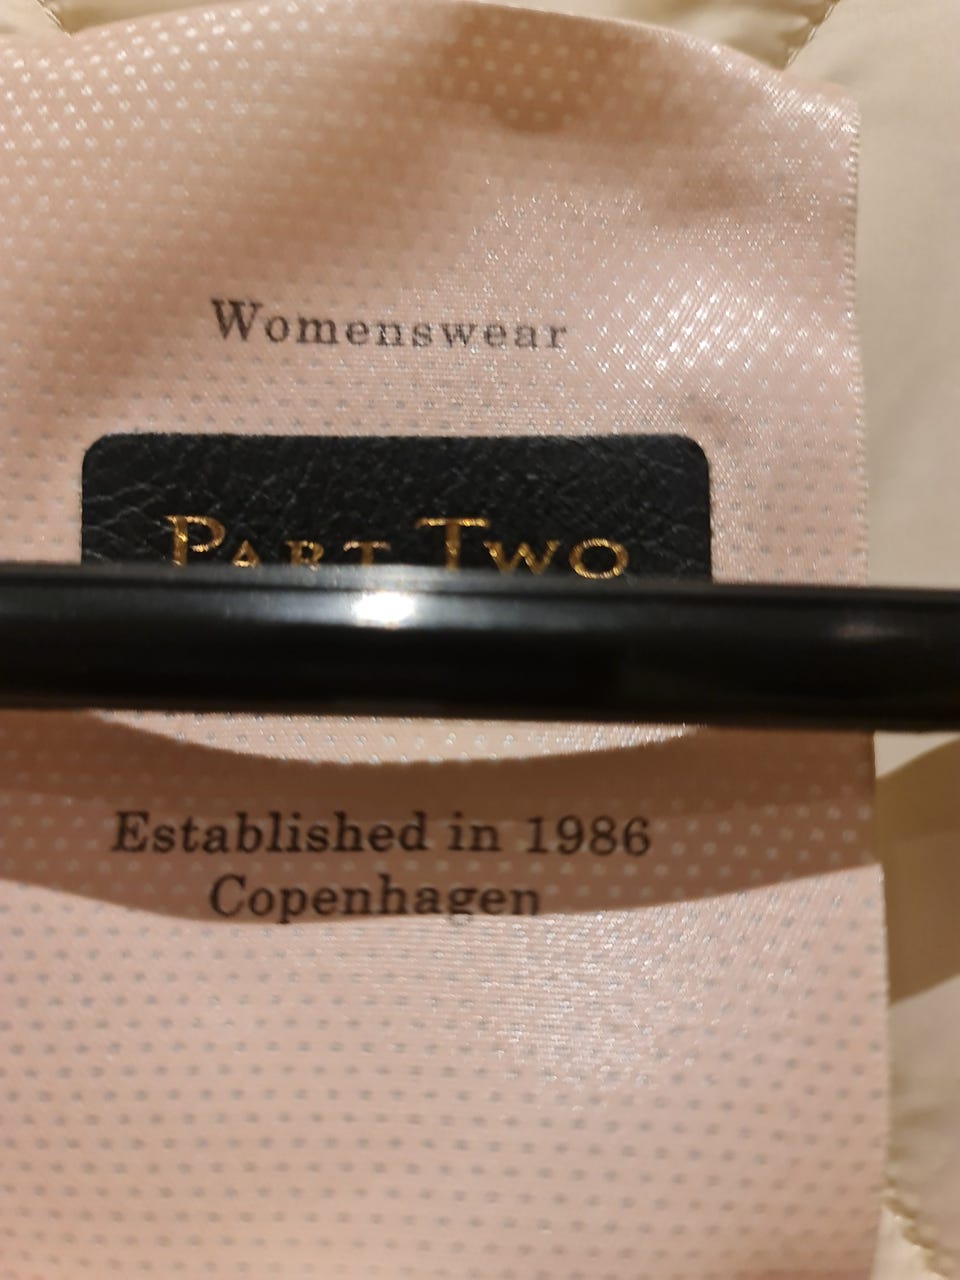 Womenswear
PART TWO
Established in 1986
Copenhagen